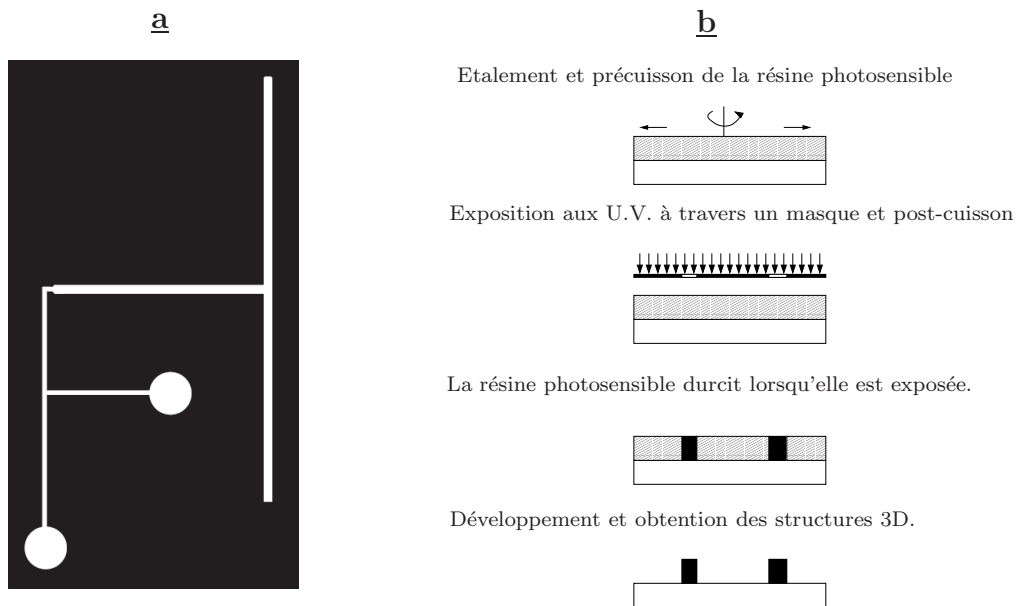 a
b
Etalement et précuisson de la résine photosensible
Exposition aux U.V. à travers un masque et post-cuisson
La résine photosensible durcit lorsqu'elle est exposée.
Développement et obtention des structures 3D.